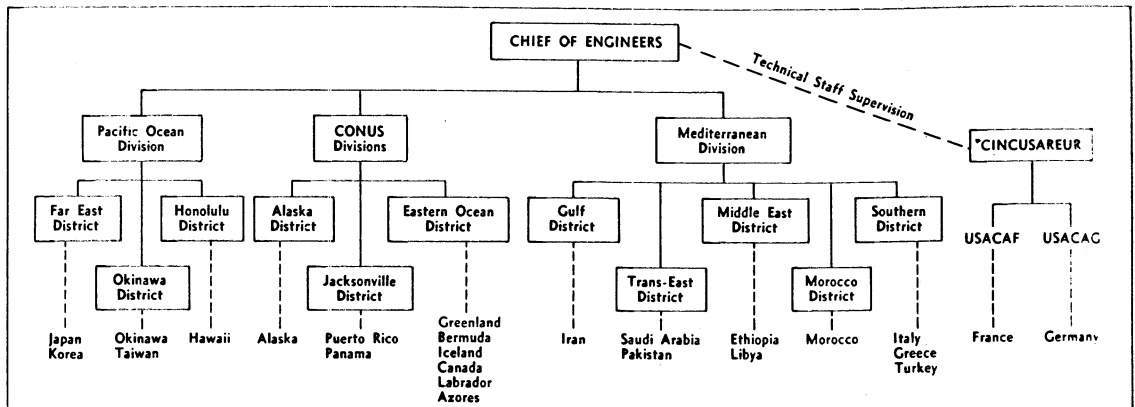 CHIEF OF ENGINEERS
Technical Staff Supervision
Pacific Ocean
Division
CONUS
Divisions
Mediterranean
Division
*CINCUSAREUR
Far East
District
Honolulu
District
Alaska
District
Eastern Ocean
District
Gulf
District
Middle East
District
Southern
District
USACAF
USACAG
Okinawa
District
Jacksonville
District
Trans-East
District
Morocco
District
Japan
Korea
Okinawa
Taiwan
Hawaii
Alaska
Puerto Rico
Panama
Greenland
Bermuda
Iceland
Canada
Labrador
Azores
Iran
Saudi Arabia
Pakistan
Ethiopia
Libya
Morocco
Italy
Greece
Turkey
France
Germany